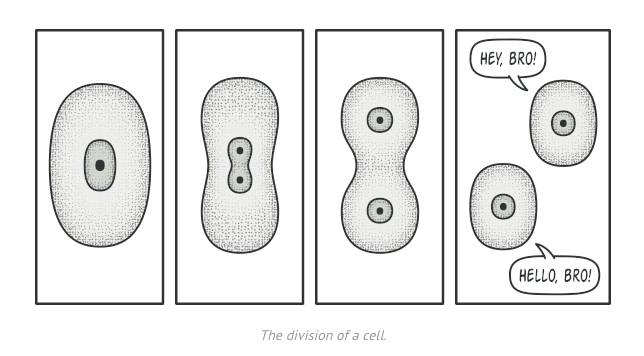 HEY, BRO!
HELLO, BRO!
The division of a cell.